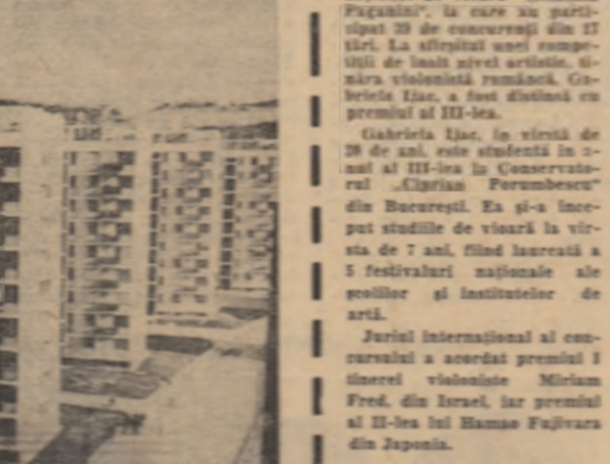 Paganini", la care au parti-
cipat 29 de concurenţi din 17
ţări. La sfîrşitul unei compe-
tiţii de înalt nivel artistic, tî-
năra violonistă română, Ga-
briela Ijac, a fost distinsă cu
premiul al III-lea.
Gabriela Ijac, în vîrstă de
20 de ani, este studentă în a-
nul al III-lea la Conservato-
rul „Ciprian Porumbescu"
din Bucureşti. Ea şi-a înce-
put studiile de vioară la vîr-
sta de 7 ani, fiind laureată a
5 festivaluri naţionale ale
şcolilor şi institutelor de
artă.
Juriul internaţional al con-
cursului a acordat premiul I
tinerei violoniste Miriam
Fred, din Israel, iar premiul
al II-lea lui Hamao Fujivara
din Japonia.